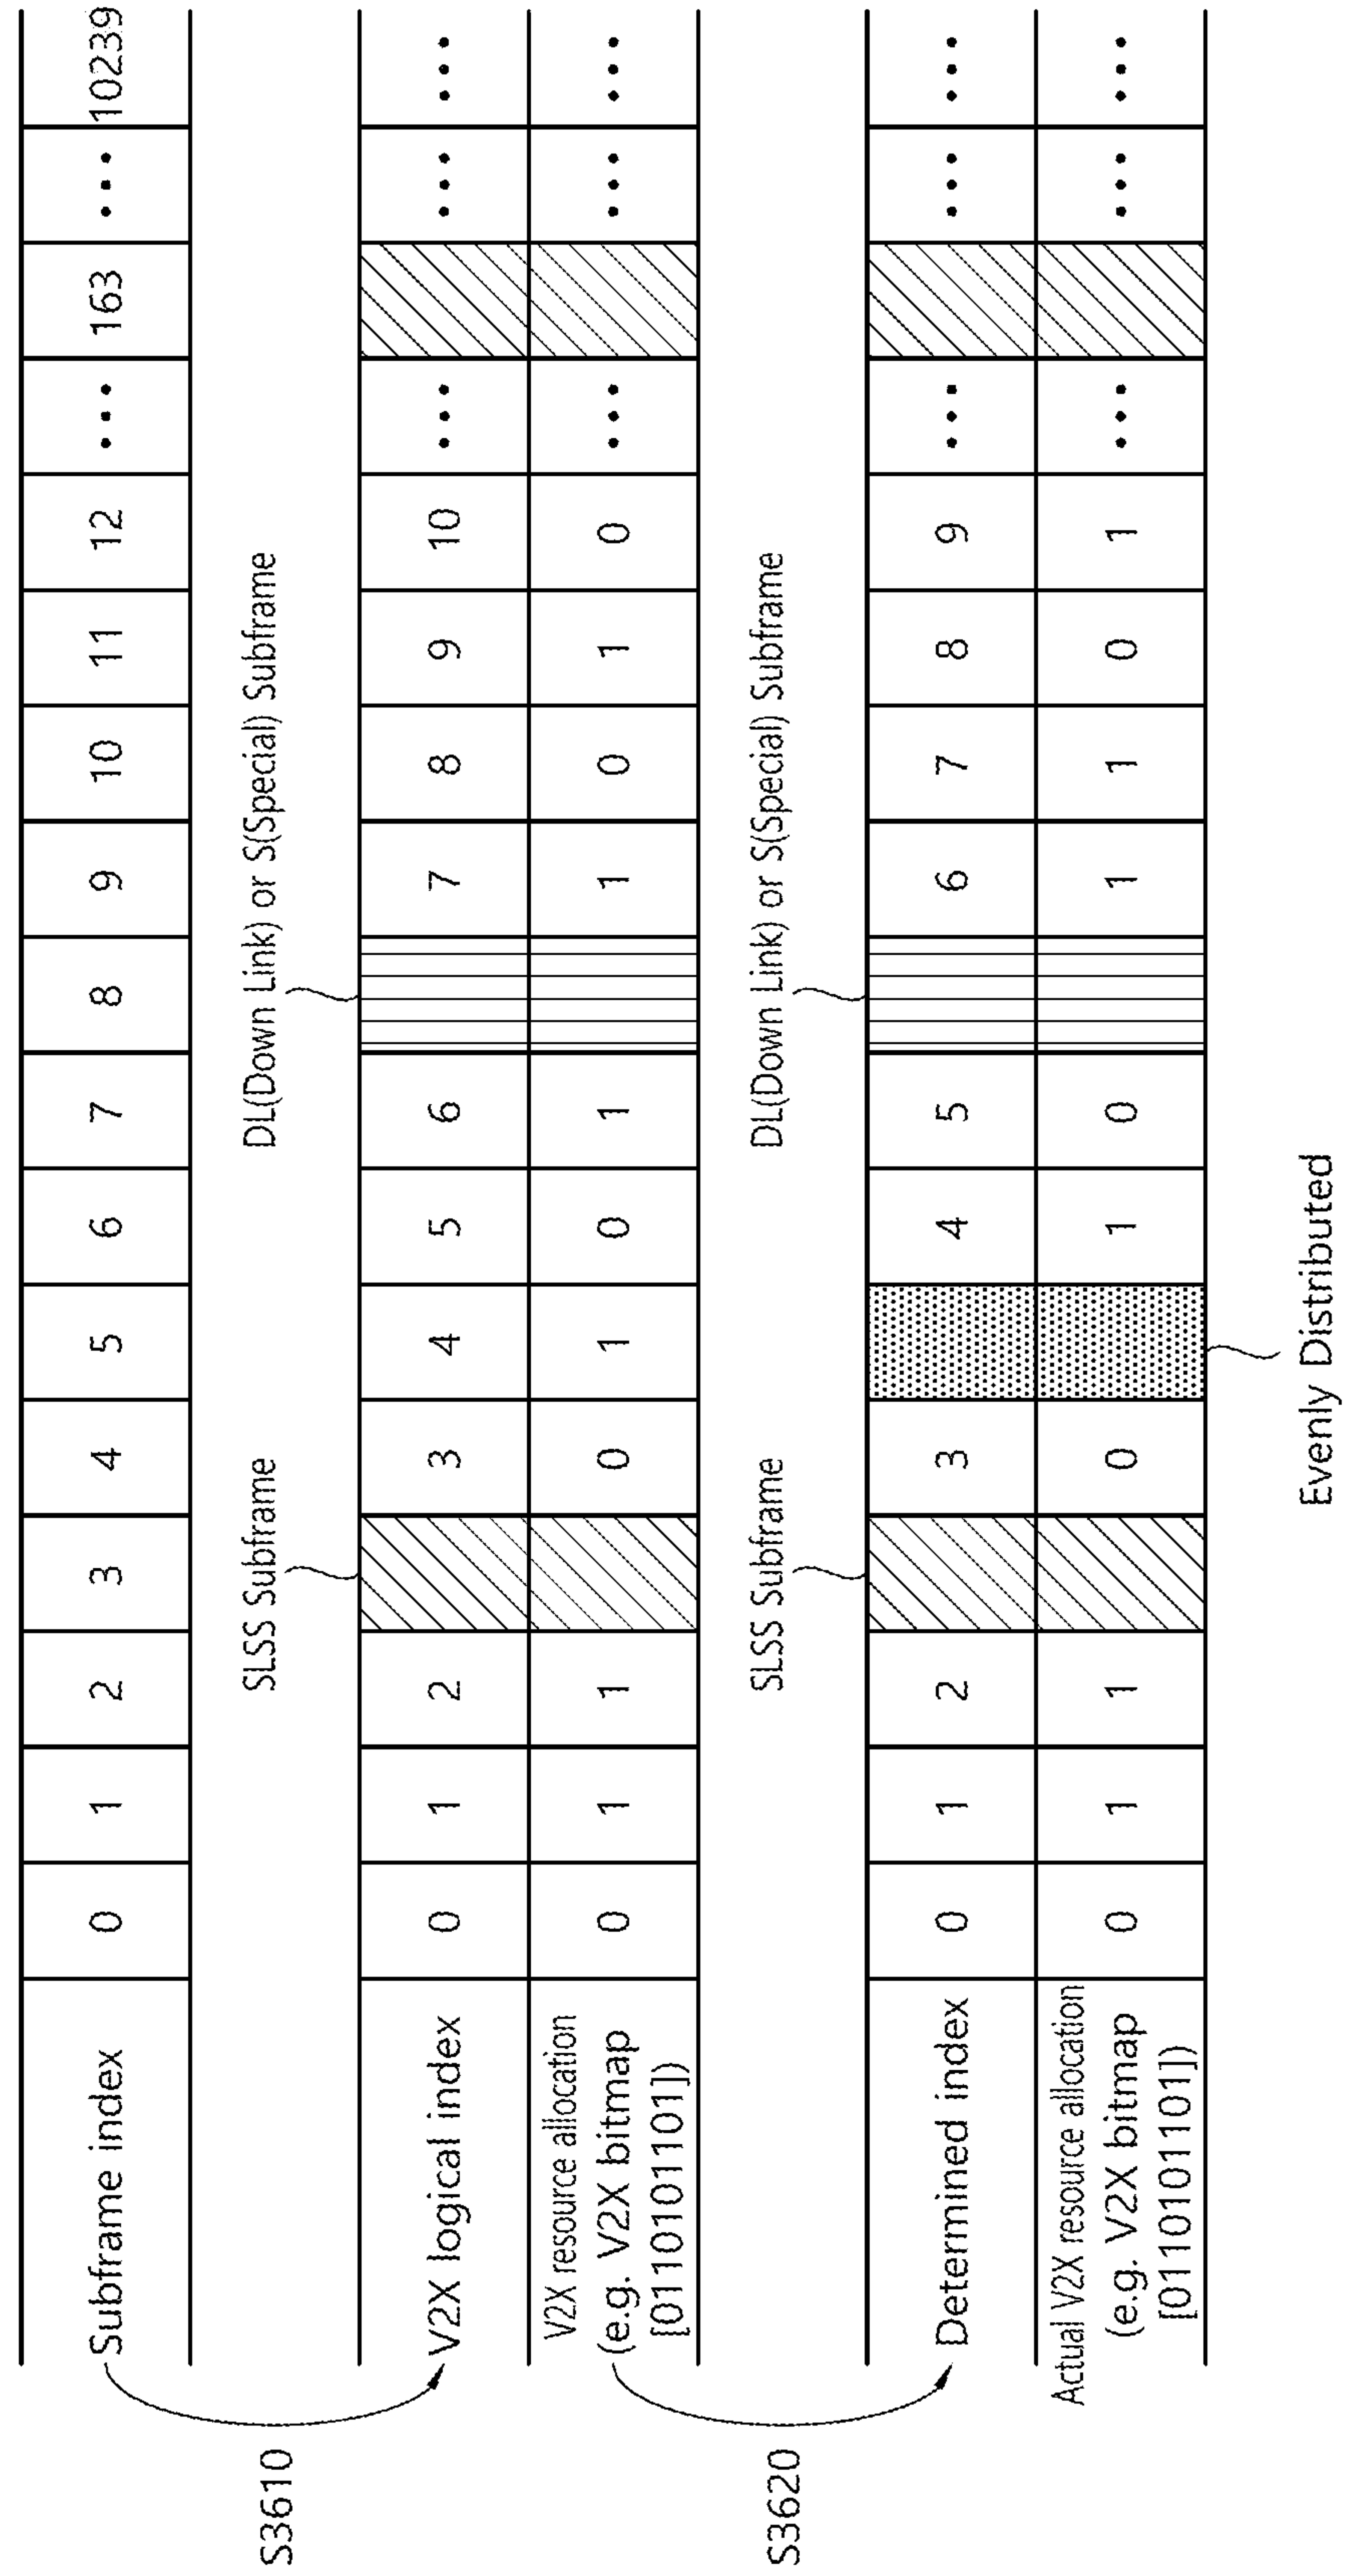 Subframe index 0 1 2 3 4 5 6 7 8 9 10 11 12 ••• 163 ••• 10239
S3610
SLSS Subframe
DL(Down Link) or S(Special) Subframe
V2X logical index 0 1 2 3 4 5 6 7 8 9 10 ••• ••• •••
V2X resource allocation
(e.g. V2X bitmap
[0110101101])
0 1 1 0 1 0 1 1 0 1 0 ••• ••• •••
S3620
SLSS Subframe
DL(Down Link) or S(Special) Subframe
Determined index 0 1 2 3 4 5 6 7 8 9 ••• ••• •••
Actual V2X resource allocation
(e.g. V2X bitmap
[0110101101])
0 1 1 0 1 0 1 1 0 1 ••• ••• •••
Evenly Distributed